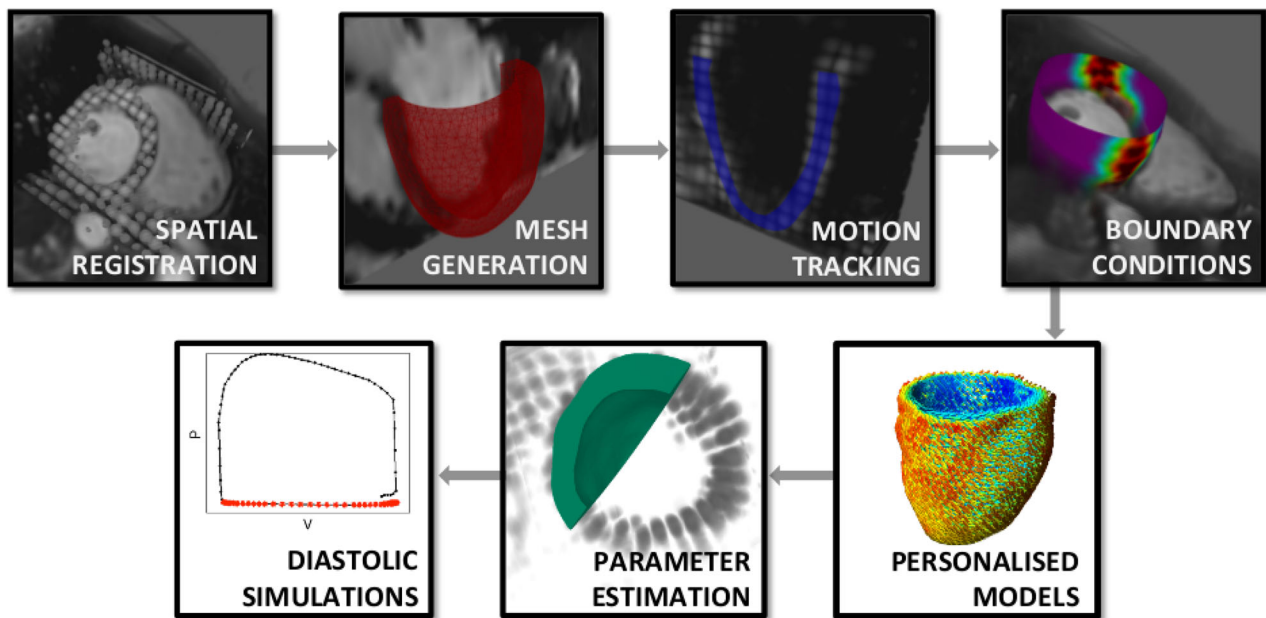 SPATIAL
REGISTRATION
MESH
GENERATION
MOTION
TRACKING
BOUNDARY
CONDITIONS
P
V
DIASTOLIC
SIMULATIONS
PARAMETER
ESTIMATION
PERSONALISED
MODELS